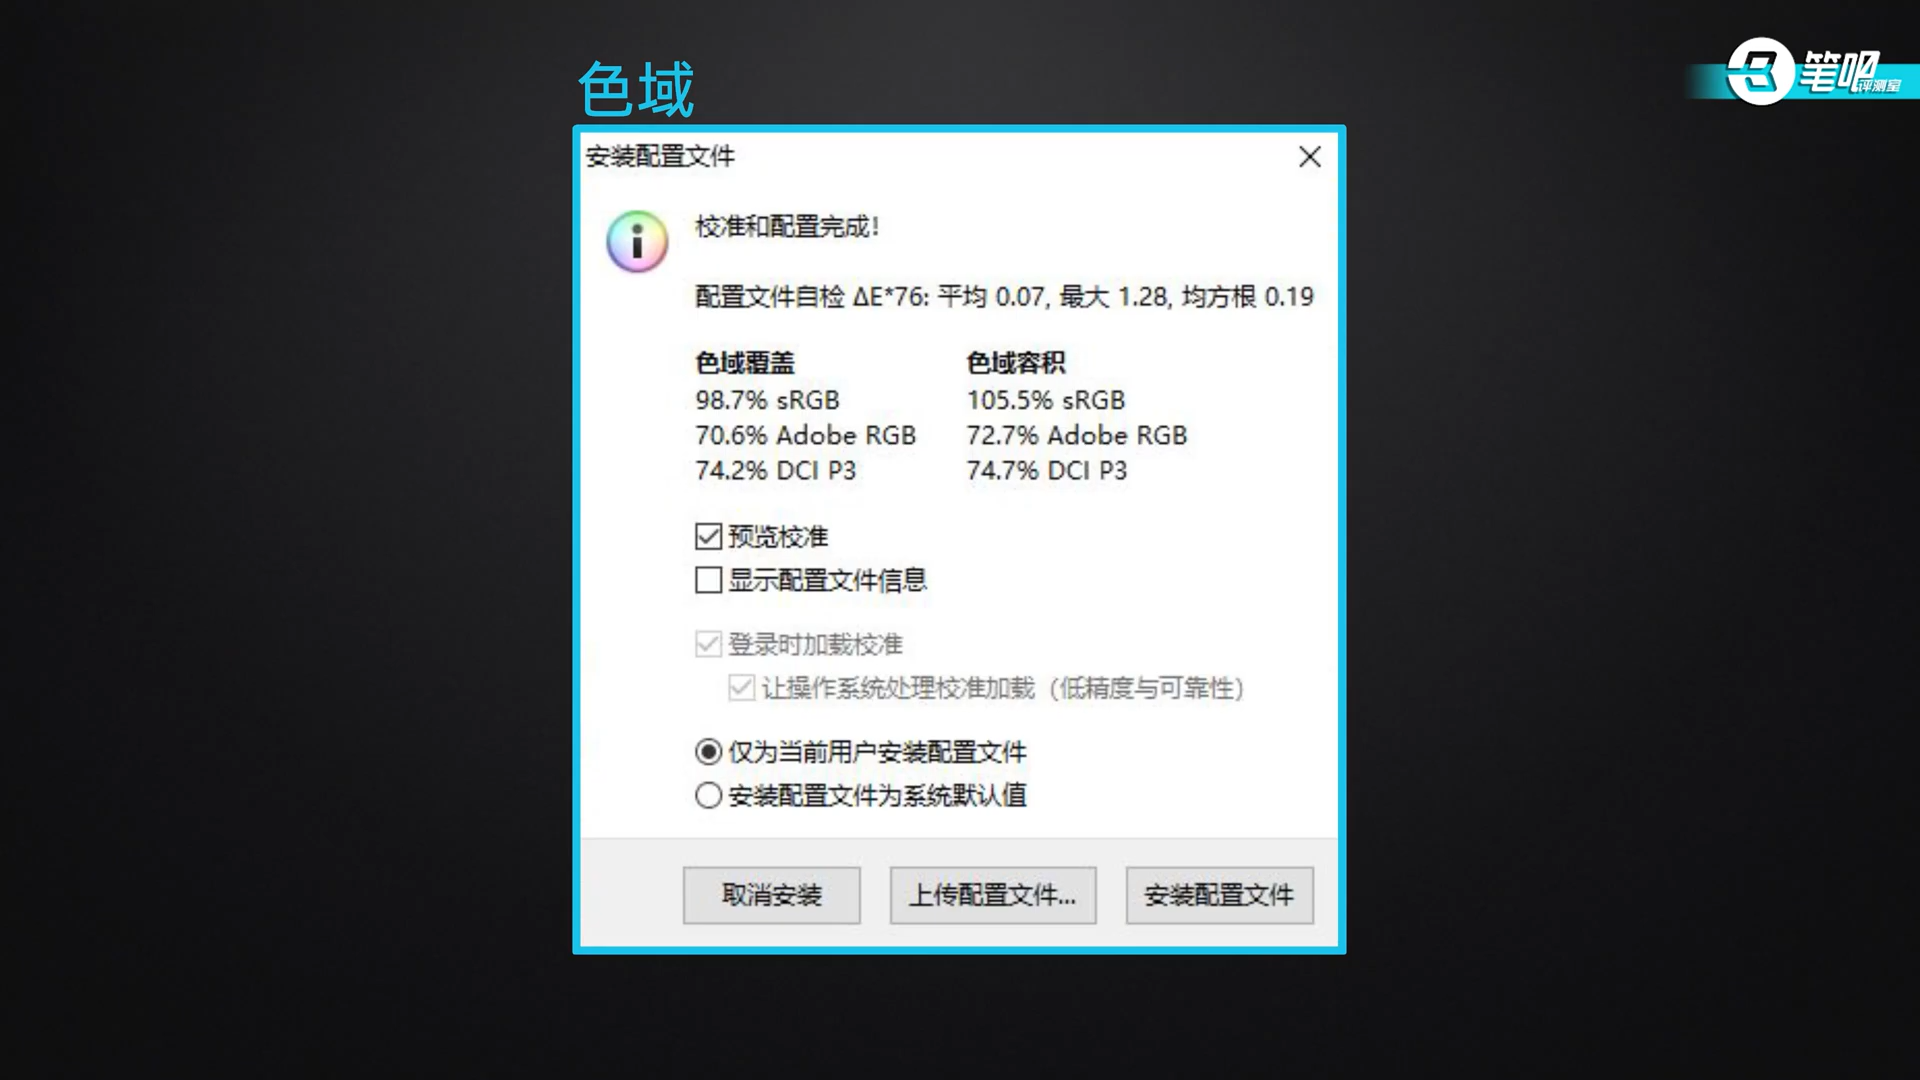 色域
笔吧评测室
安装配置文件
校准和配置完成!
配置文件自检 ΔE*76: 平均 0.07, 最大 1.28, 均方根 0.19
色域覆盖 色域容积
98.7% sRGB 105.5% sRGB
70.6% Adobe RGB 72.7% Adobe RGB
74.2% DCI P3 74.7% DCI P3
预览校准
显示配置文件信息
登录时加载校准
让操作系统处理校准加载（低精度与可靠性）
仅为当前用户安装配置文件
安装配置文件为系统默认值
取消安装 上传配置文件... 安装配置文件